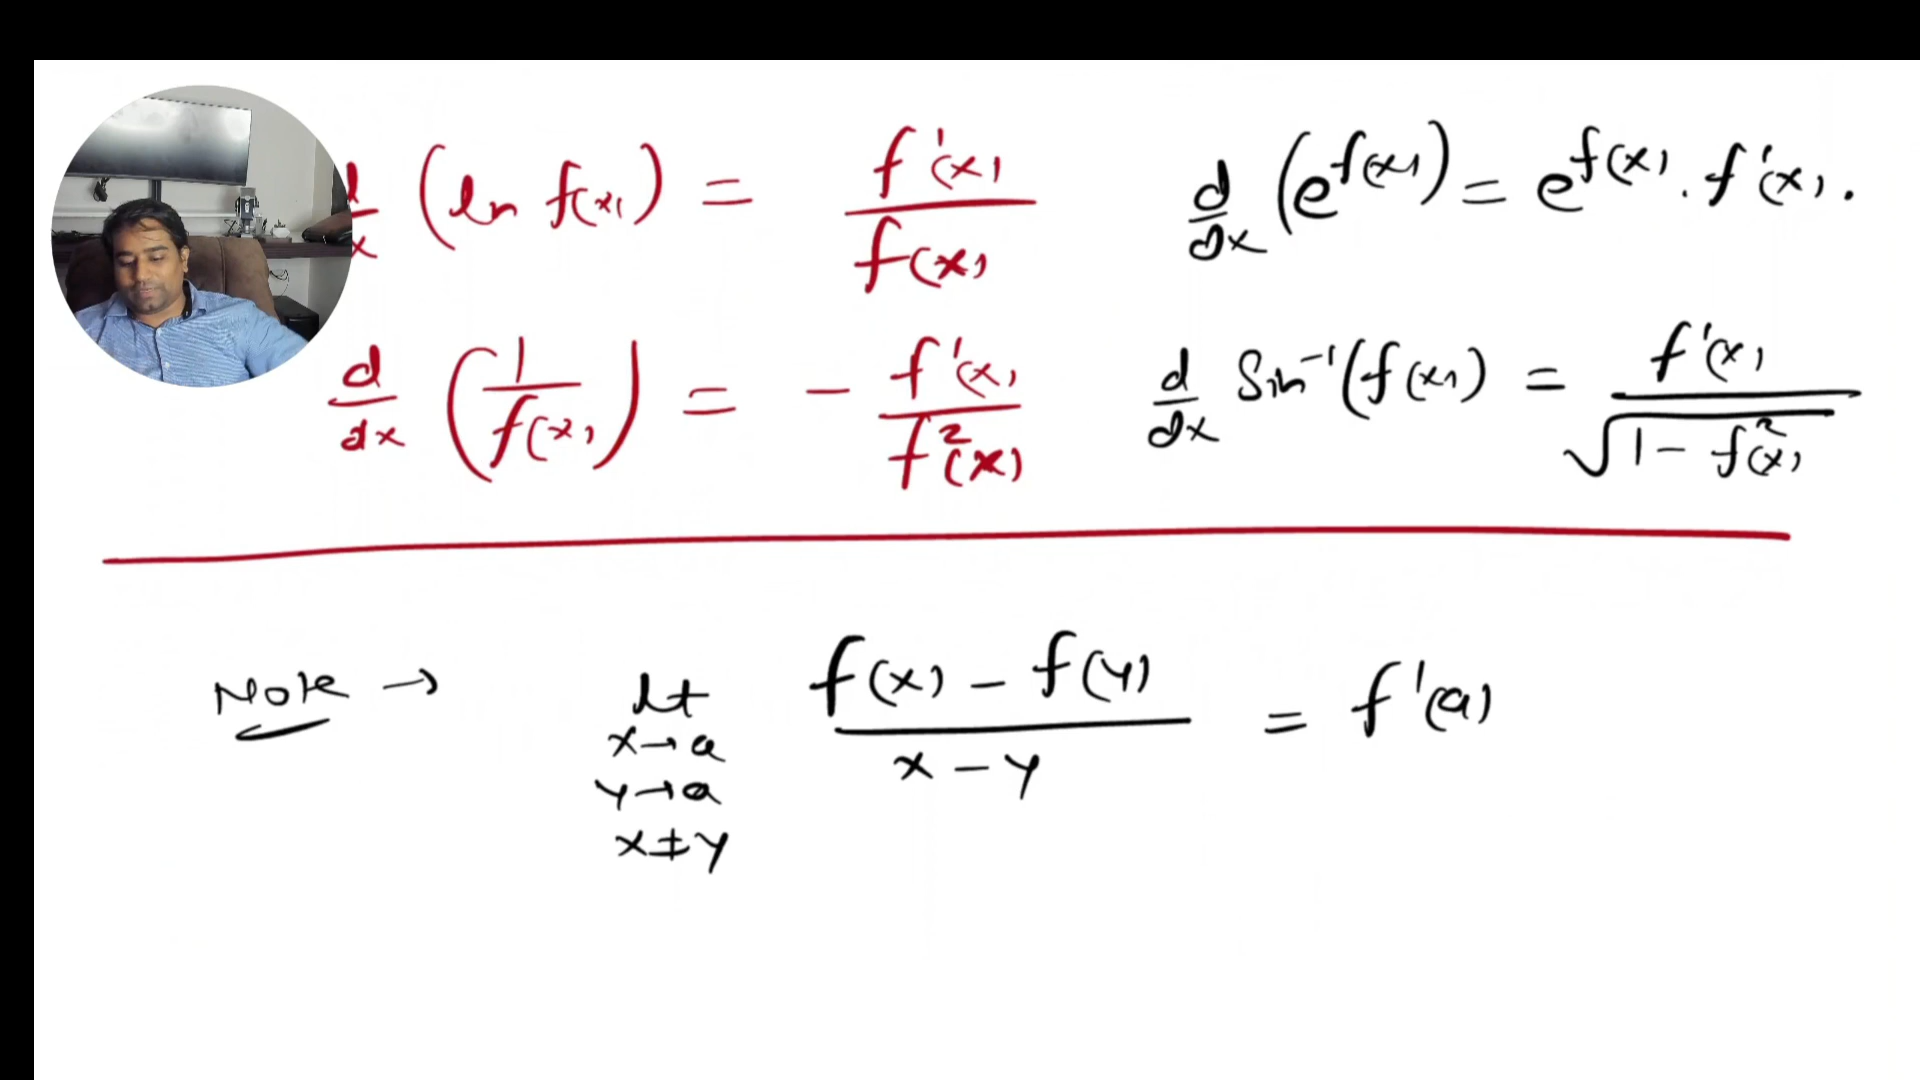 d/dx (ln f(x)) = f'(x)/f(x)
d/dx (e^f(x)) = e^f(x) . f'(x).
d/dx (1/f(x)) = - f'(x)/f²(x)
d/dx Sin⁻¹(f(x)) = f'(x)/√(1 - f²(x))
Note → lt x→a y→a x≠y (f(x) - f(y))/(x - y) = f'(a)